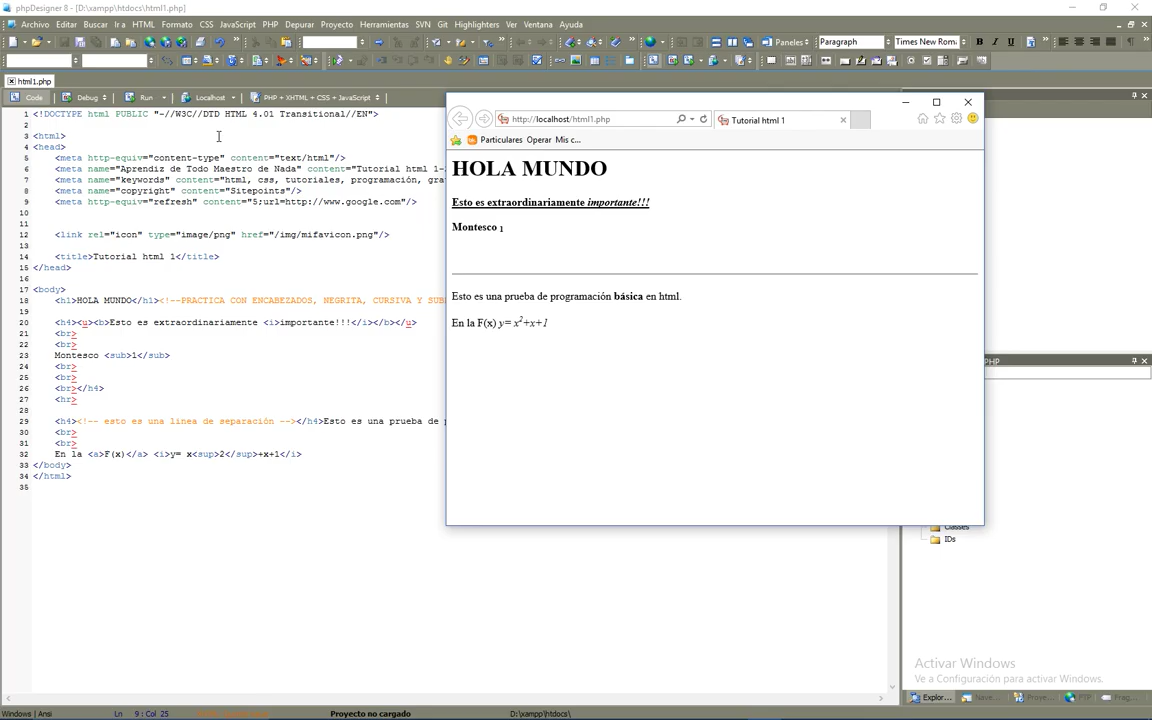 phpDesigner 8 - [D:\xampp\htdocs\html1.php]
Archivo Editar Buscar Ir a HTML Formato CSS JavaScript PHP Depurar Proyecto Herramientas SVN Git Highlighters Ver Ventana Ayuda
Paneles Paragraph Times New Rom. B I U
html1.php
Code Debug Run Localhost PHP + XHTML + CSS + JavaScript
1 <!DOCTYPE html PUBLIC "-//W3C//DTD HTML 4.01 Transitional//EN">
2
3 <html>
4 <head>
5 <meta http-equiv="content-type" content="text/html"/>
6 <meta name="Aprendiz de Todo Maestro de Nada" content="Tutorial html 1-
7 <meta name="keywords" content="html, css, tutoriales, programación, gra
8 <meta name="copyright" content="Sitepoints"/>
9 <meta http-equiv="refresh" content="5;url=http://www.google.com"/>
10
11
12 <link rel="icon" type="image/png" href="/img/mifavicon.png"/>
13
14 <title>Tutorial html 1</title>
15 </head>
16
17 <body>
18 <h1>HOLA MUNDO</h1><!--PRACTICA CON ENCABEZADOS, NEGRITA, CURSIVA Y SUB
19
20 <h4><u><b>Esto es extraordinariamente <i>importante!!!</i></b></u>
21 <br>
22 <br>
23 Montesco <sub>1</sub>
24 <br>
25 <br>
26 <br></h4>
27 <hr>
28
29 <h4><!-- esto es una linea de separación --></h4>Esto es una prueba de p
30 <br>
31 <br>
32 En la <a>F(x)</a> <i>y= x<sup>2</sup>+x+1</i>
33 </body>
34 </html>
35
http://localhost/html1.php Tutorial html 1
Particulares Operar Mis c...
HOLA MUNDO
Esto es extraordinariamente importante!!!
Montesco 1
Esto es una prueba de programación básica en html.
En la F(x) y= x2+x+1
PHP
Classes
IDs
Activar Windows
Ve a Configuración para activar Windows.
Explor... Nave... Proye... FTP Frag...
Windows | Ansi Ln 9 : Col 25 Proyecto no cargado D:\xampp\htdocs\